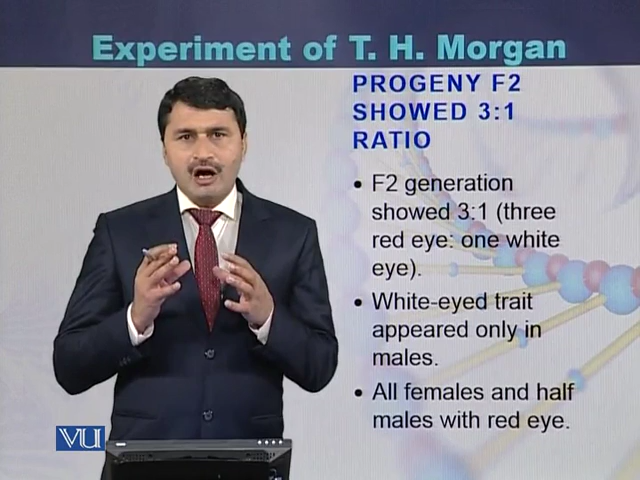 Experiment of T. H. Morgan
PROGENY F2
SHOWED 3:1
RATIO
• F2 generation
showed 3:1 (three
red eye: one white
eye).
• White-eyed trait
appeared only in
males.
• All females and half
males with red eye.
VU